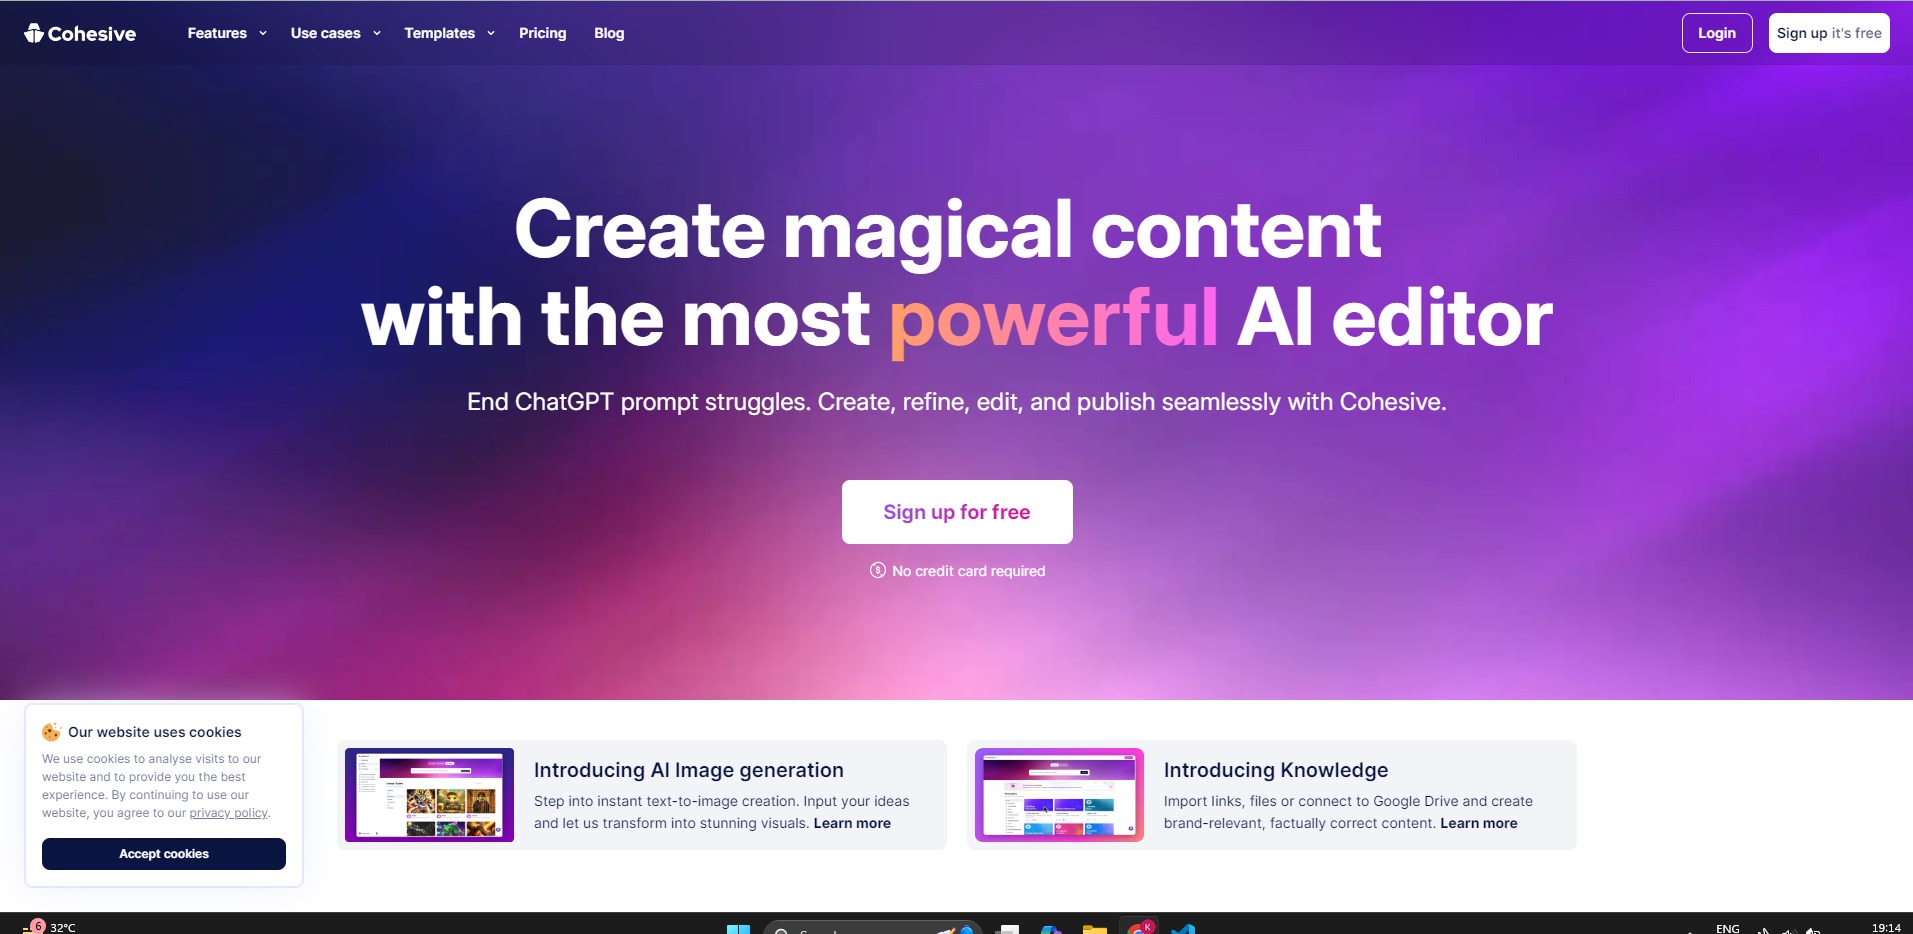 Cohesive
Features
Use cases
Templates
Pricing
Blog
Login
Sign up it's free
Create magical content
with the most powerful AI editor
End ChatGPT prompt struggles. Create, refine, edit, and publish seamlessly with Cohesive.
Sign up for free
No credit card required
Our website uses cookies
We use cookies to analyse visits to our
website and to provide you the best
experience. By continuing to use our
website, you agree to our privacy policy.
Accept cookies
Introducing AI Image generation
Step into instant text-to-image creation. Input your ideas
and let us transform into stunning visuals. Learn more
Introducing Knowledge
Import links, files or connect to Google Drive and create
brand-relevant, factually correct content. Learn more
6
32°C
K
ENG
19:14